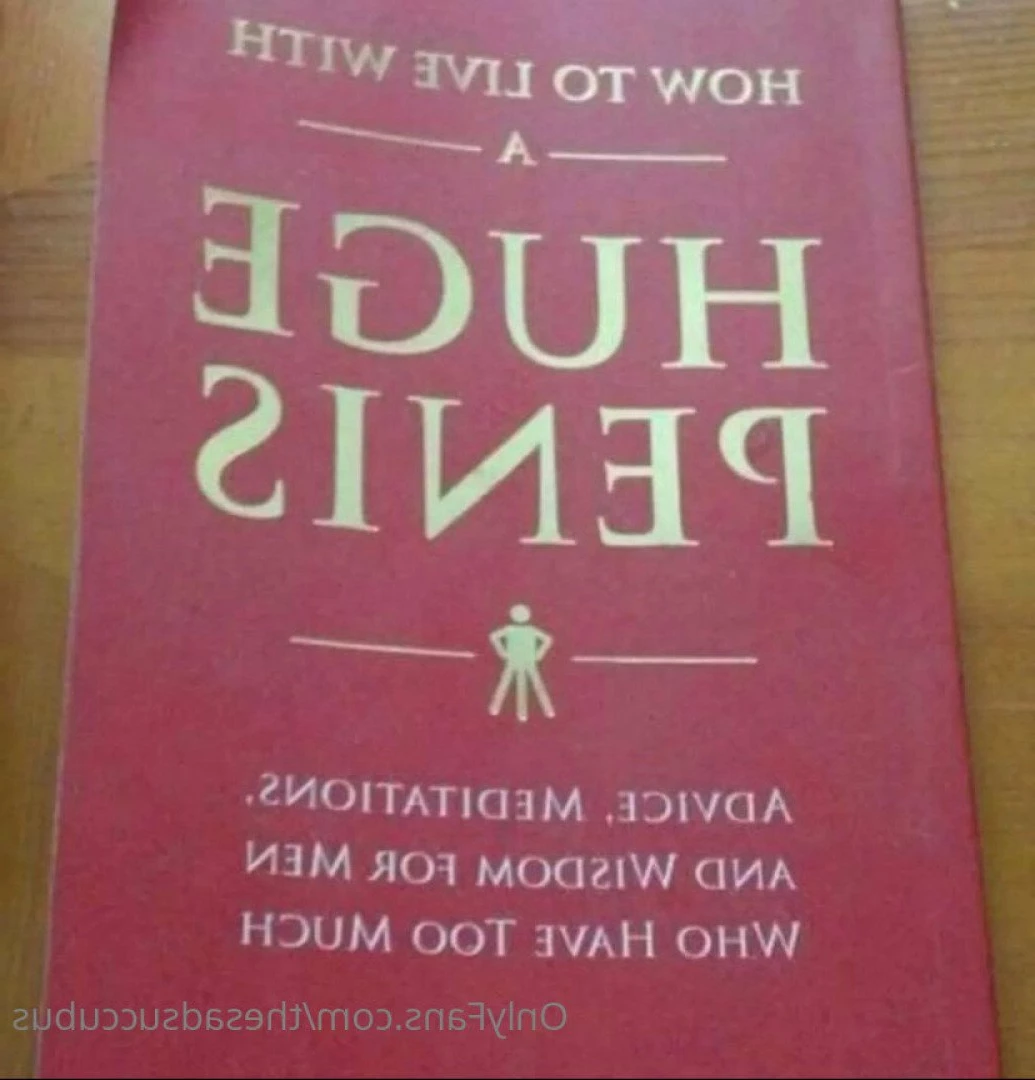 HOW TO LIVE WITH
A
HUGE
PENIS
ADVICE, MEDITATIONS,
AND WISDOM FOR MEN
WHO HAVE TOO MUCH
OnlyFans.com/thesadsuccubus